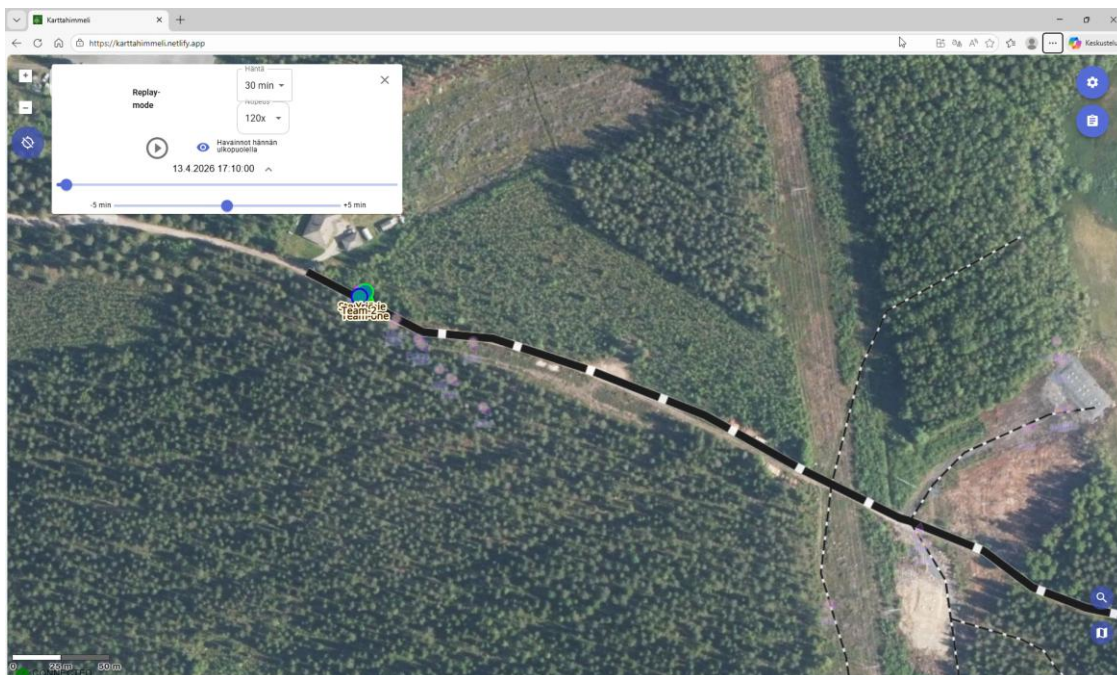 Karttahimmeli
https://karttahimmeli.netlify.app
Keskustelu
Replay-
mode
Häntä
30 min
Nopeus
120x
Havainnot hännän
ulkopuolella
13.4.2026 17:10:00
-5 min
+5 min
Team-2
Team-one
0 25 m 50 m
CONNECTED